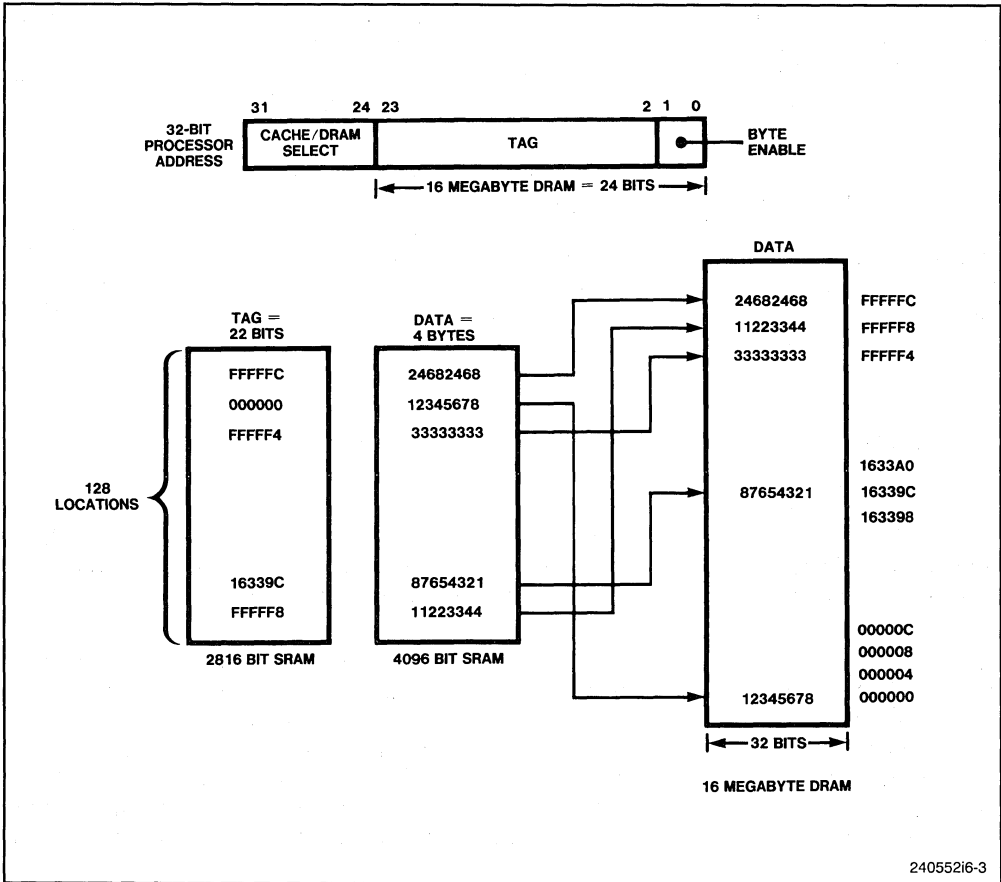 31 24 23 2 1 0
32-BIT
PROCESSOR
ADDRESS
CACHE/DRAM
SELECT
TAG
BYTE
ENABLE
16 MEGABYTE DRAM = 24 BITS
DATA
TAG =
22 BITS
DATA =
4 BYTES
128
LOCATIONS
FFFFFC
000000
FFFFF4
16339C
FFFFF8
2816 BIT SRAM
24682468
12345678
33333333
87654321
11223344
4096 BIT SRAM
24682468 FFFFFC
11223344 FFFFF8
33333333 FFFFF4
1633A0
87654321 16339C
163398
00000C
000008
000004
12345678 000000
32 BITS
16 MEGABYTE DRAM
240552i6-3